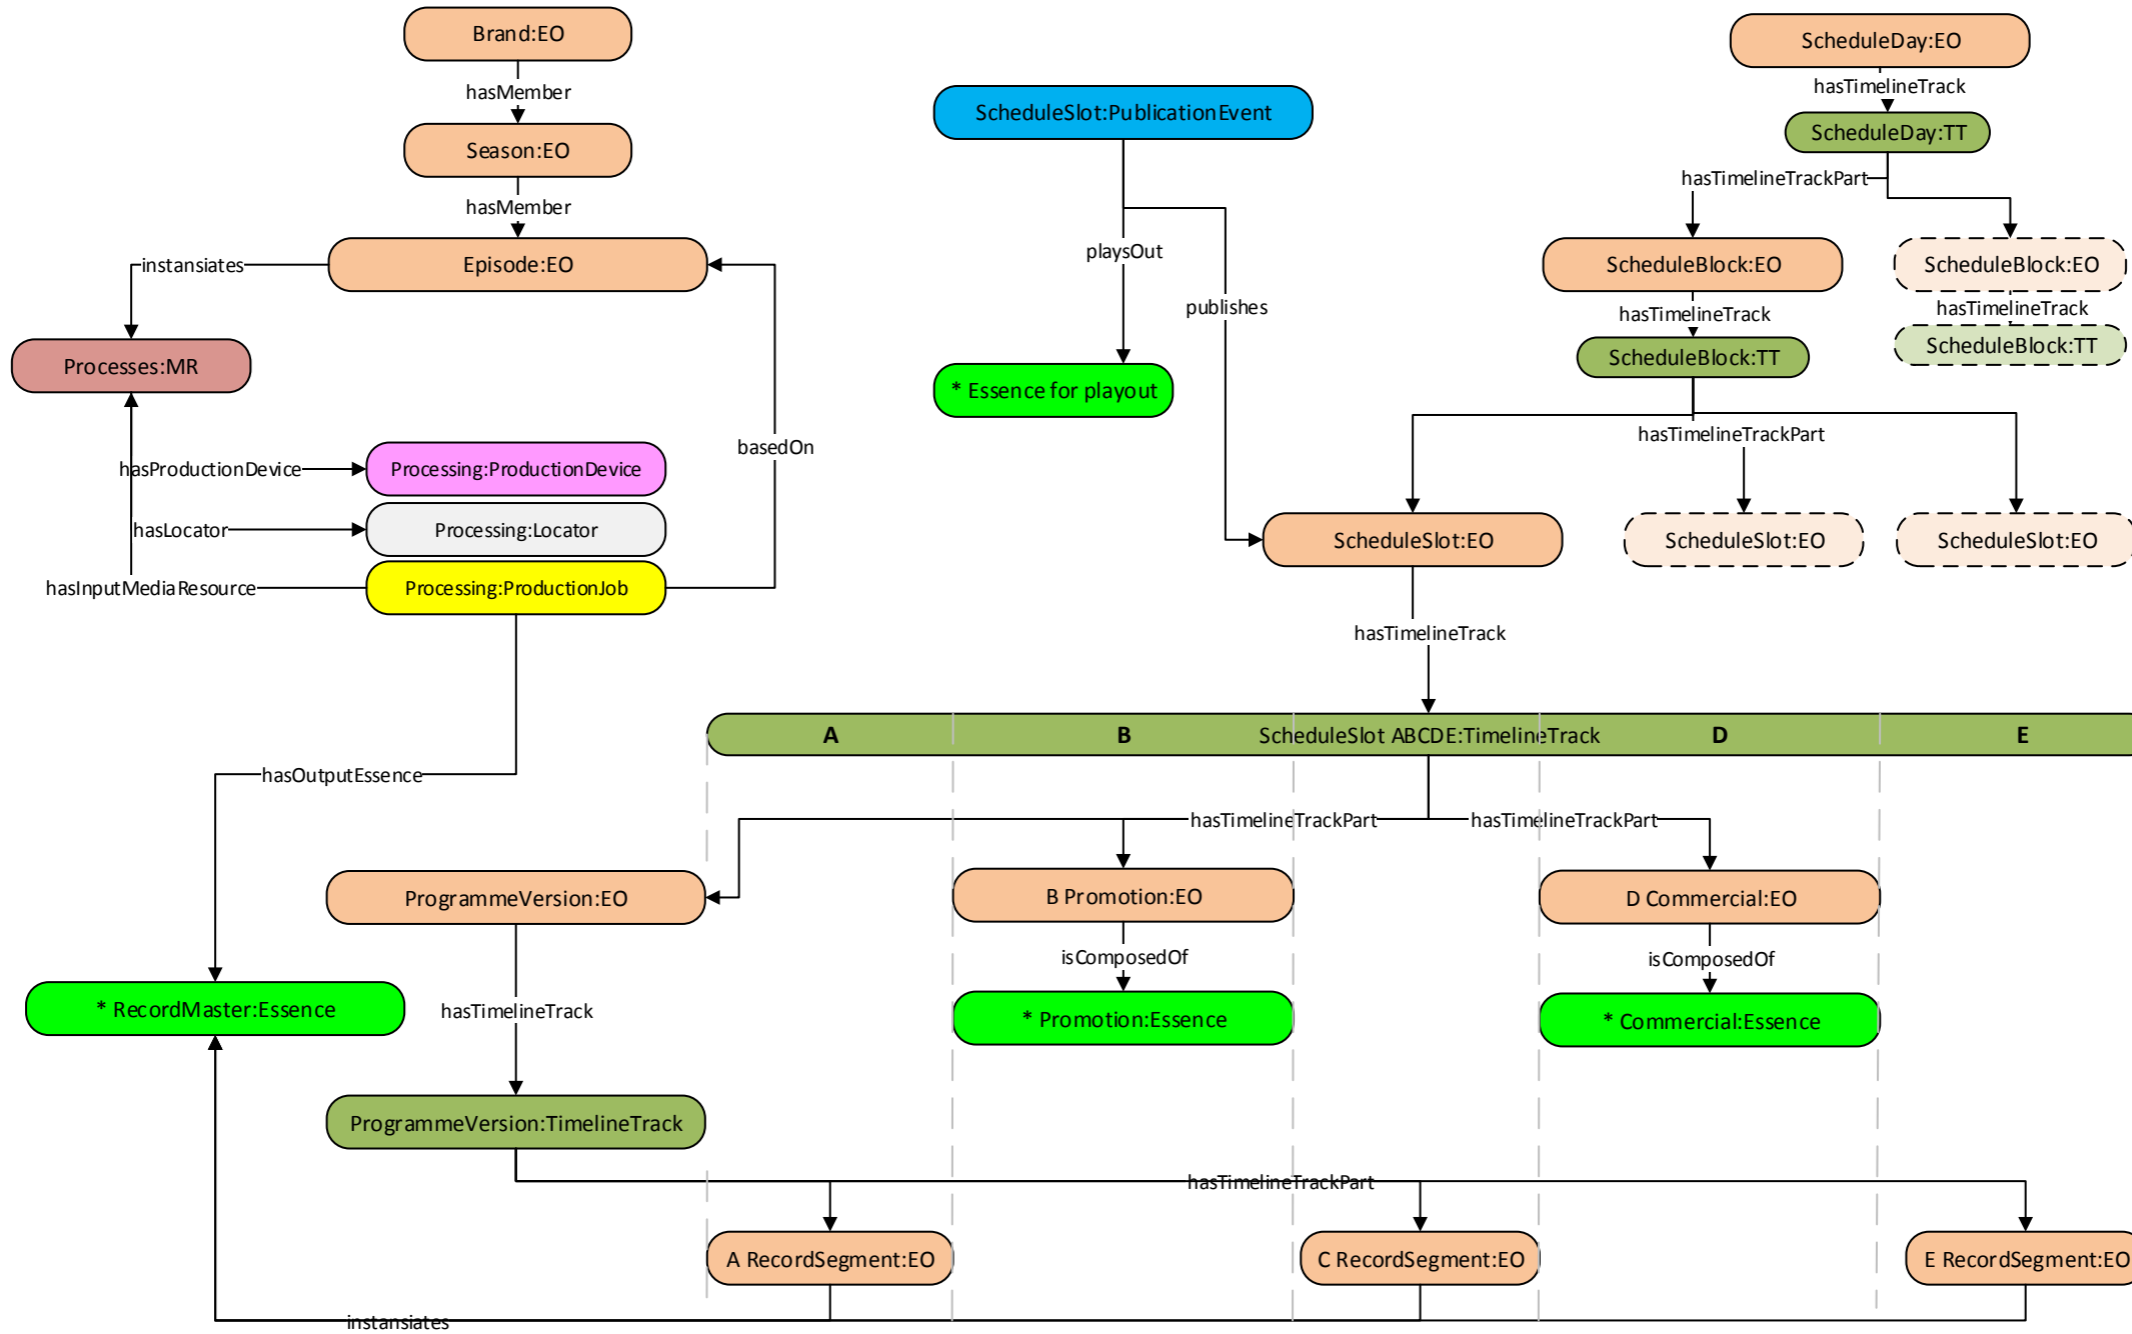 Brand:EO
hasMember
Season:EO
hasMember
Episode:EO
instansiates
Processes:MR
hasProductionDevice
Processing:ProductionDevice
hasLocator
Processing:Locator
hasInputMediaResource
Processing:ProductionJob
basedOn
hasOutputEssence
* RecordMaster:Essence
ScheduleSlot:PublicationEvent
playsOut
publishes
* Essence for playout
ScheduleDay:EO
hasTimelineTrack
ScheduleDay:TT
hasTimelineTrackPart
ScheduleBlock:EO
ScheduleBlock:EO
hasTimelineTrack
hasTimelineTrack
ScheduleBlock:TT
ScheduleBlock:TT
hasTimelineTrackPart
ScheduleSlot:EO
ScheduleSlot:EO
ScheduleSlot:EO
hasTimelineTrack
A
B
ScheduleSlot ABCDE:TimelineTrack
D
E
hasTimelineTrackPart
hasTimelineTrackPart
ProgrammeVersion:EO
B Promotion:EO
D Commercial:EO
isComposedOf
isComposedOf
hasTimelineTrack
* Promotion:Essence
* Commercial:Essence
ProgrammeVersion:TimelineTrack
hasTimelineTrackPart
A RecordSegment:EO
C RecordSegment:EO
E RecordSegment:EO
instansiates